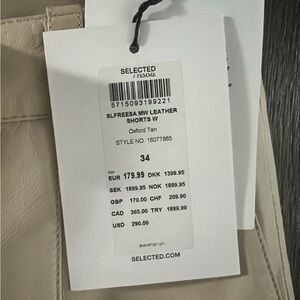 SELECTED
/ FEMME
5715093199221
SLFREESA MW LEATHER
SHORTS W
Oxford Tan
STYLE NO. 16077665
34
RRP
EUR 179.99 DKK 1399.95
SEK 1899.95 NOK 1899.95
GBP 170.00 CHF 209.90
CAD 365.00 TRY 1899.99
USD 290.00
SELECTED.COM